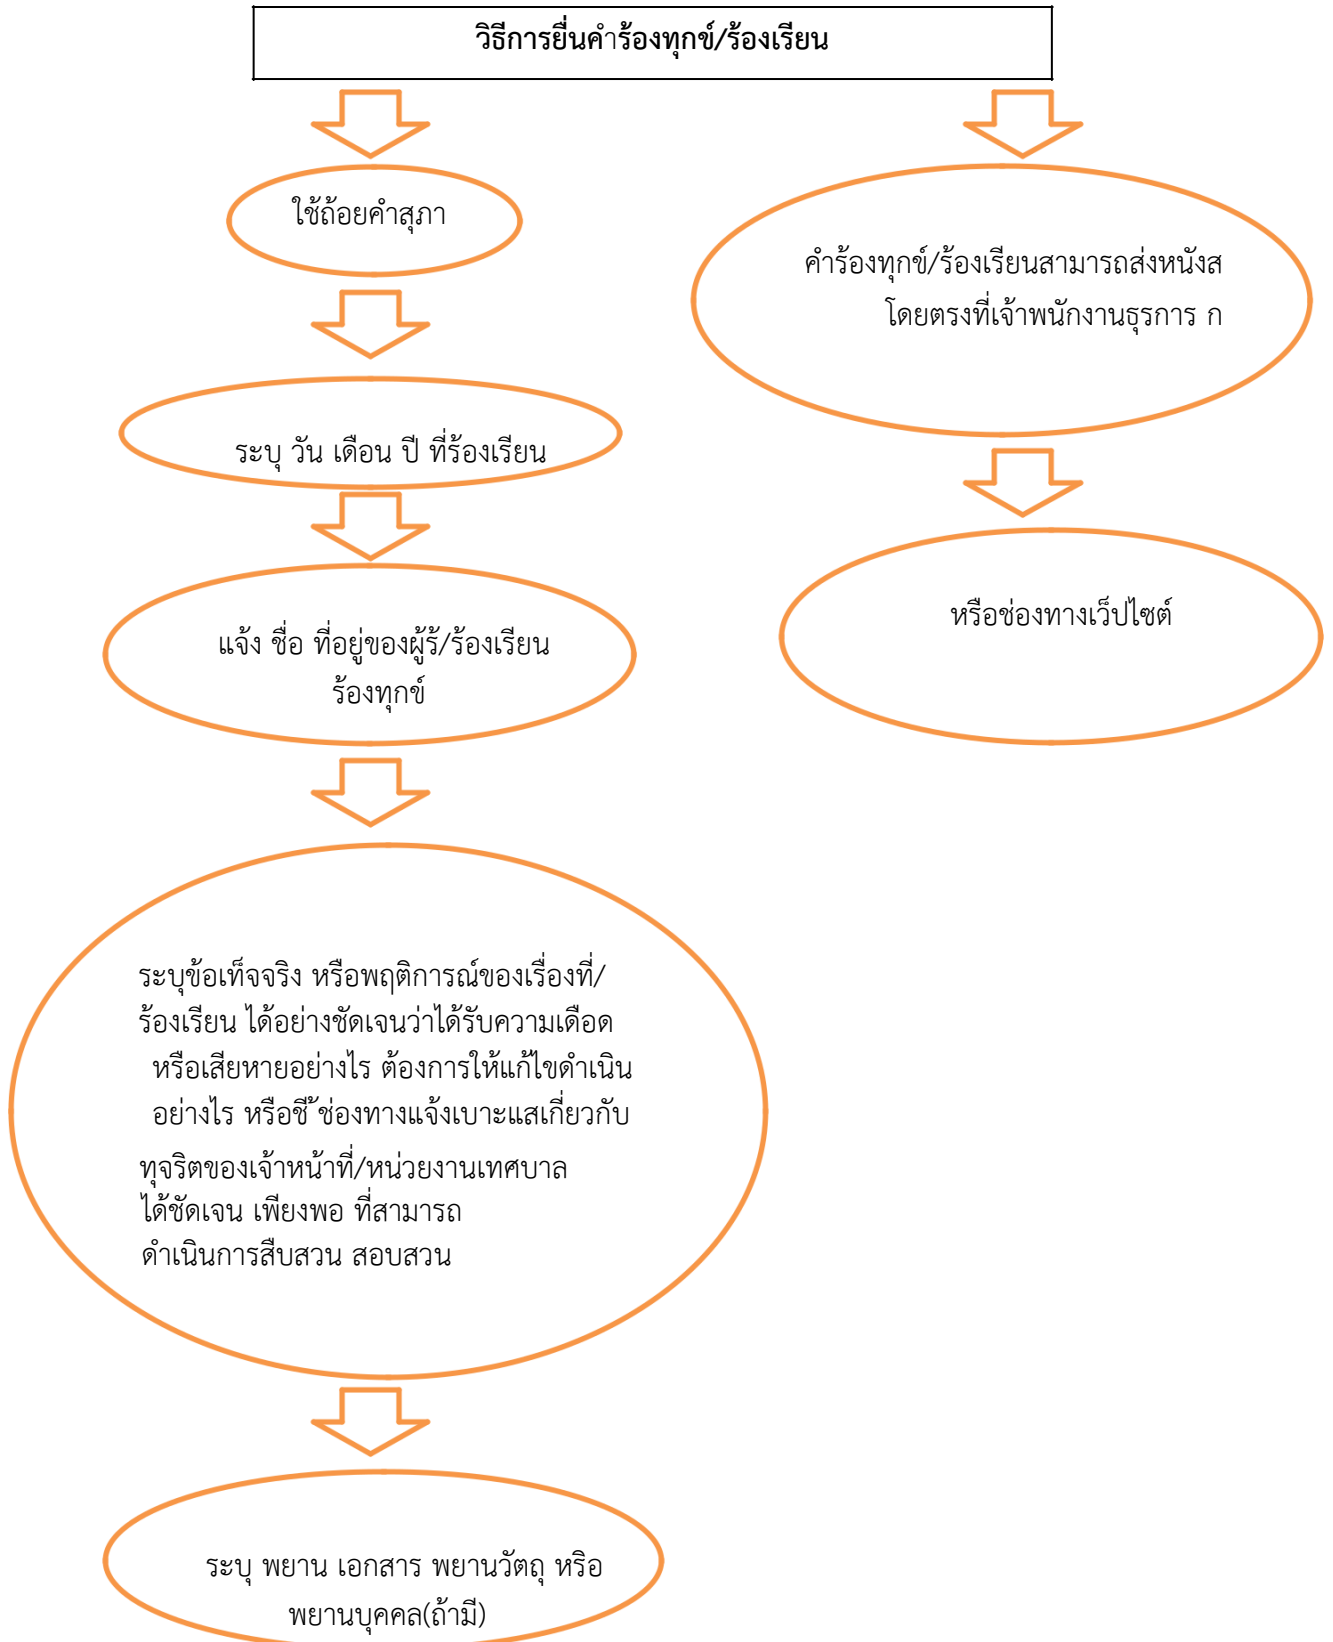 วิธีการยื่นคำร้องทุกข์/ร้องเรียน
ใช้ถ้อยคำสุภา
ระบุ วัน เดือน ปี ที่ร้องเรียน
แจ้ง ชื่อ ที่อยู่ของผู้ร้/ร้องเรียน
ร้องทุกข์
ระบุข้อเท็จจริง หรือพฤติการณ์ของเรื่องที่/
ร้องเรียน ได้อย่างชัดเจนว่าได้รับความเดือด
หรือเสียหายอย่างไร ต้องการให้แก้ไขดำเนิน
อย่างไร หรือชี้ช่องทางแจ้งเบาะแสเกี่ยวกับ
ทุจริตของเจ้าหน้าที่/หน่วยงานเทศบาล
ได้ชัดเจน เพียงพอ ที่สามารถ
ดำเนินการสืบสวน สอบสวน
ระบุ พยาน เอกสาร พยานวัตถุ หริอ
พยานบุคคล(ถ้ามี)
คำร้องทุกข์/ร้องเรียนสามารถส่งหนังส
โดยตรงที่เจ้าพนักงานธุรการ ก
หรือช่องทางเว็ปไซต์